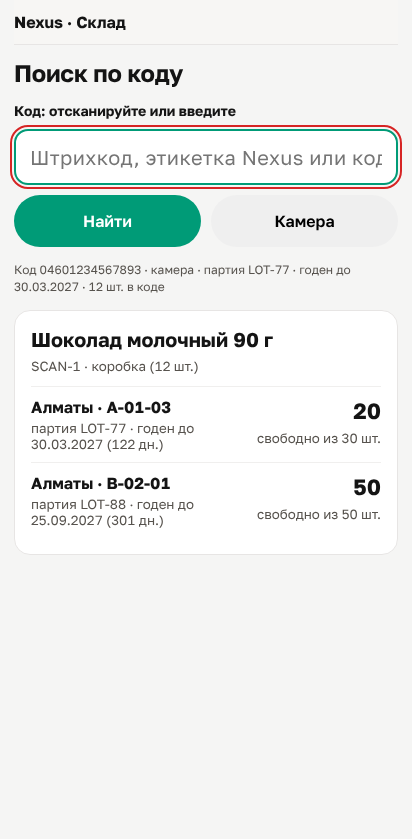 Nexus · Склад
Поиск по коду
Код: отсканируйте или введите
Штрихкод, этикетка Nexus или код
Найти
Камера
Код 04601234567893 · камера · партия LOT-77 · годен до
30.03.2027 · 12 шт. в коде
Шоколад молочный 90 г
SCAN-1 · коробка (12 шт.)
Алматы · A-01-03
20
партия LOT-77 · годен до
30.03.2027 (122 дн.)
свободно из 30 шт.
Алматы · B-02-01
50
партия LOT-88 · годен до
25.09.2027 (301 дн.)
свободно из 50 шт.